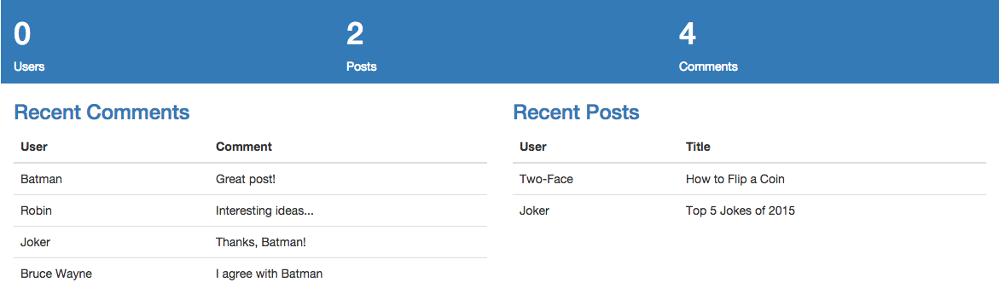 0 2 4
Users Posts Comments
Recent Comments
User Comment
Batman Great post!
Robin Interesting ideas...
Joker Thanks, Batman!
Bruce Wayne I agree with Batman
Recent Posts
User Title
Two-Face How to Flip a Coin
Joker Top 5 Jokes of 2015